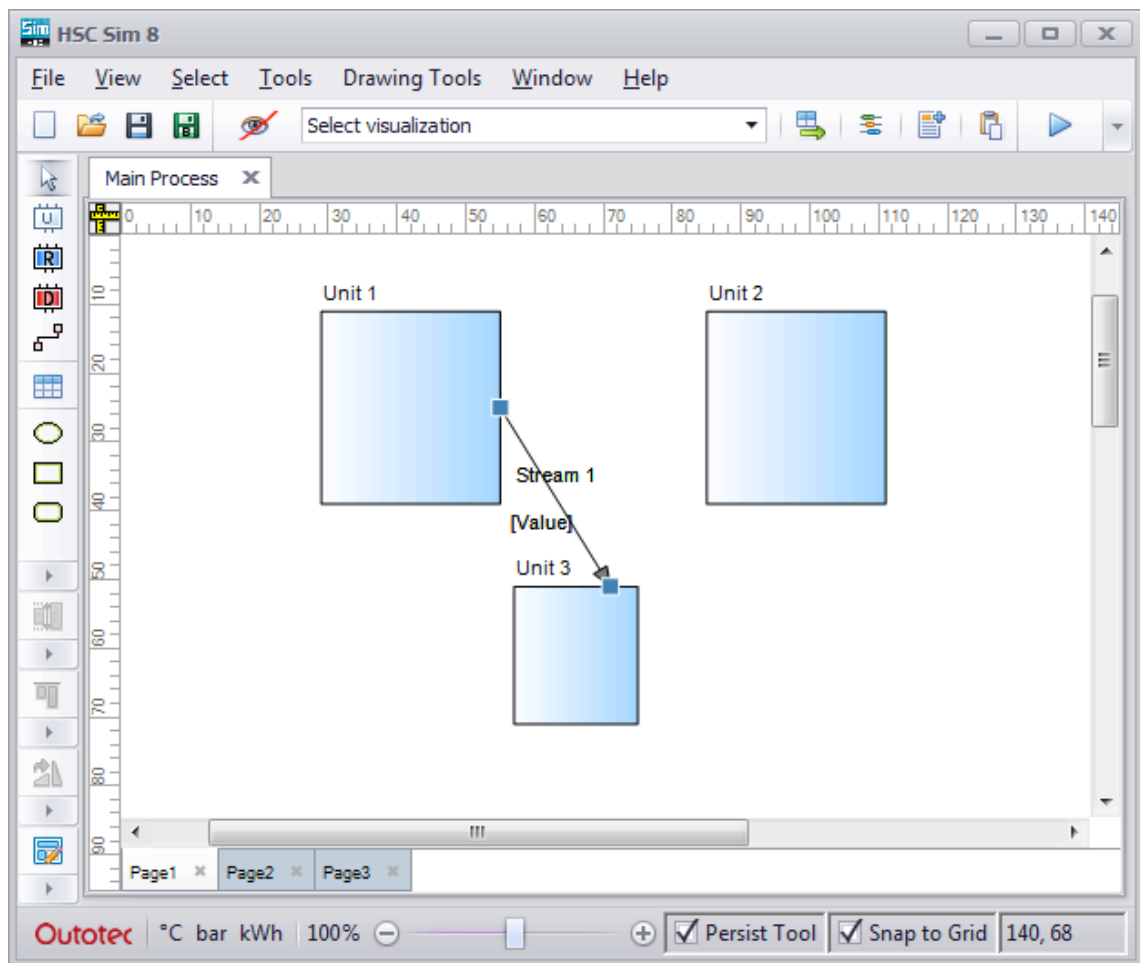 Sim HSC Sim 8
File View Select Tools Drawing Tools Window Help
Select visualization
Main Process
0 10 20 30 40 50 60 70 80 90 100 110 120 130 140
U
R
D
10
20
30
40
50
60
70
80
90
Unit 1
Unit 2
Stream 1
[Value]
Unit 3
Page1 Page2 Page3
Outotec °C bar kWh 100% Persist Tool Snap to Grid 140, 68